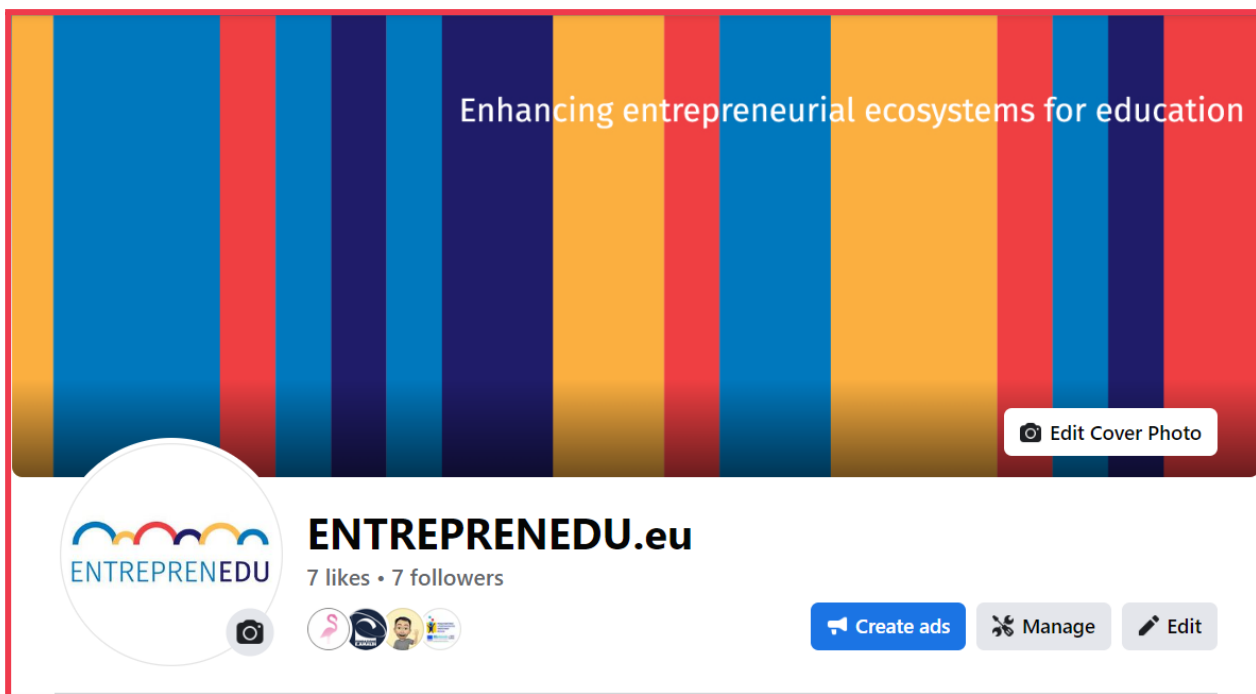 Enhancing entrepreneurial ecosystems for education
Edit Cover Photo
ENTREPRENEDU
ENTREPRENEDU.eu
7 likes • 7 followers
Create ads
Manage
Edit